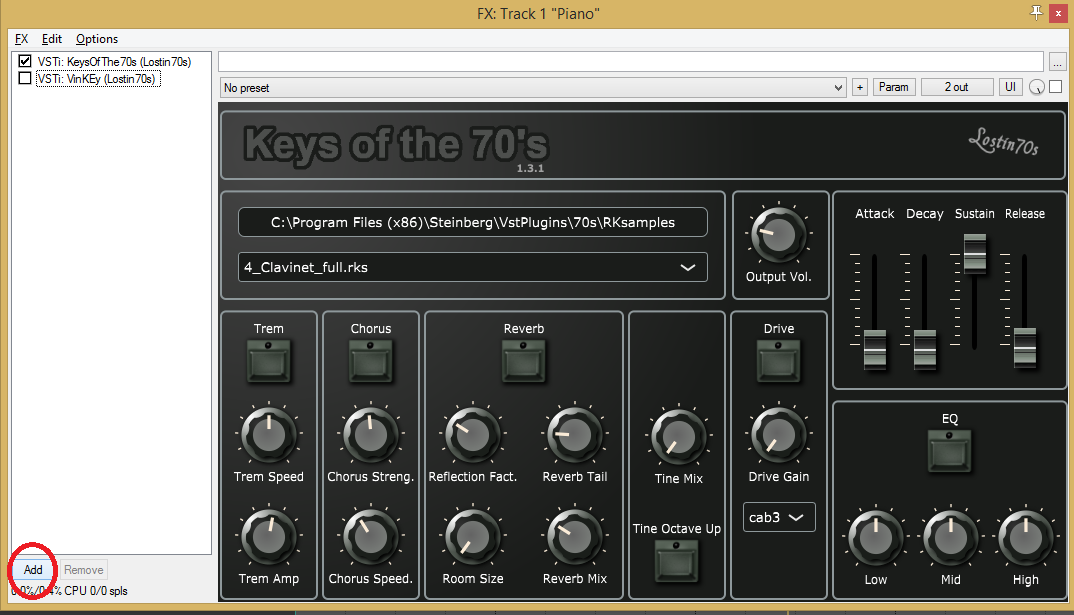 FX: Track 1 "Piano"
x
FX Edit Options
VSTi: KeysOfThe70s (Lostin70s)
VSTi: VinKEy (Lostin70s)
...
No preset
+ Param 2 out UI
Keys of the 70's
1.3.1
Lostin70s
C:\Program Files (x86)\Steinberg\VstPlugins\70s\RKsamples
4_Clavinet_full.rks
Output Vol.
Attack Decay Sustain Release
Trem
Trem Speed
Trem Amp
Chorus
Chorus Streng.
Chorus Speed.
Reverb
Reflection Fact. Reverb Tail
Room Size Reverb Mix
Tine Mix
Tine Octave Up
Drive
Drive Gain
cab3
EQ
Low Mid High
Add Remove
0.0%/0.4% CPU 0/0 spls